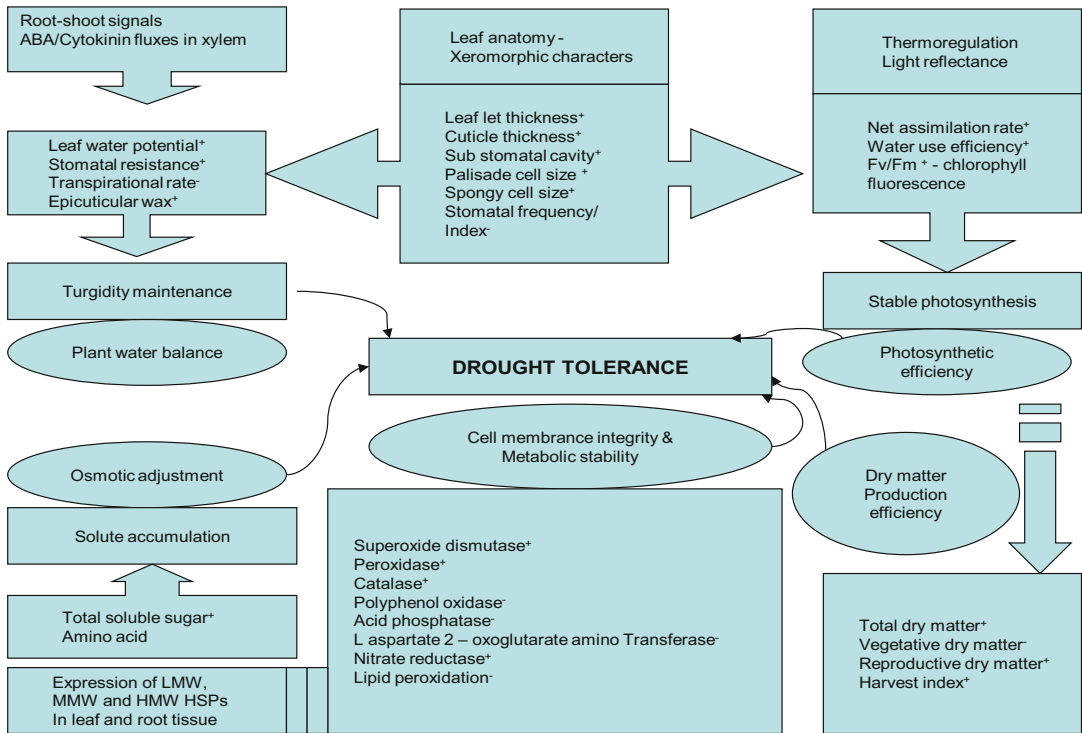 Root-shoot signals
ABA/Cytokinin fluxes in xylem
Leaf anatomy -
Xeromorphic characters
Thermoregulation
Light reflectance
Leaf water potential⁺
Stomatal resistance⁺
Transpirational rate⁻
Epicuticular wax⁺
Leaf let thickness⁺
Cuticle thickness⁺
Sub stomatal cavity⁺
Palisade cell size ⁺
Spongy cell size⁺
Stomatal frequency/
Index⁻
Net assimilation rate⁺
Water use efficiency⁺
Fv/Fm ⁺ - chlorophyll
fluorescence
Turgidity maintenance
Stable photosynthesis
Plant water balance
DROUGHT TOLERANCE
Photosynthetic
efficiency
Cell membrance integrity &
Metabolic stability
Osmotic adjustment
Dry matter
Production
efficiency
Solute accumulation
Total soluble sugar⁺
Amino acid
Superoxide dismutase⁺
Peroxidase⁺
Catalase⁺
Polyphenol oxidase⁻
Acid phosphatase⁻
L aspartate 2 – oxoglutarate amino Transferase⁻
Nitrate reductase⁺
Lipid peroxidation⁻
Total dry matter⁺
Vegetative dry matter⁻
Reproductive dry matter⁺
Harvest index⁺
Expression of LMW,
MMW and HMW HSPs
In leaf and root tissue